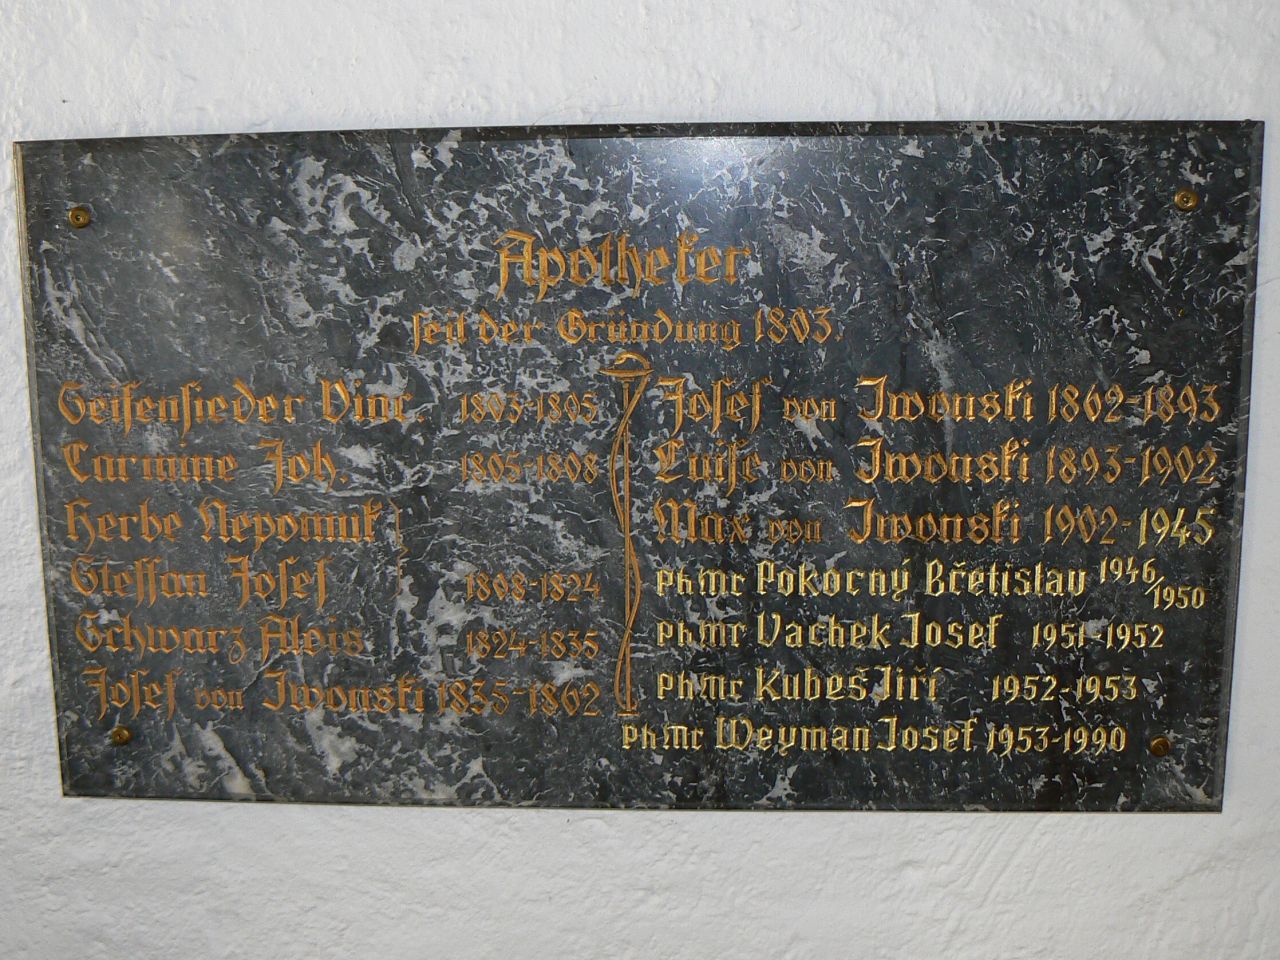 Apotheker
seit der Gründung 1803.
Seifensieder Vinc. 1803-1805
Carmine Joh. 1805-1808
Herbe Nepomuk
Steffan Josef 1808-1824
Schwarz Alois 1824-1835
Josef von Iwonski 1835-1862
Josef von Iwonski 1862-1893
Luise von Iwonski 1893-1902
Max von Iwonski 1902-1945
PhMr Pokorný Břetislav 1946/1950
PhMr Vachek Josef 1951-1952
PhMr Kubeš Jiří 1952-1953
PhMr Weyman Josef 1953-1990